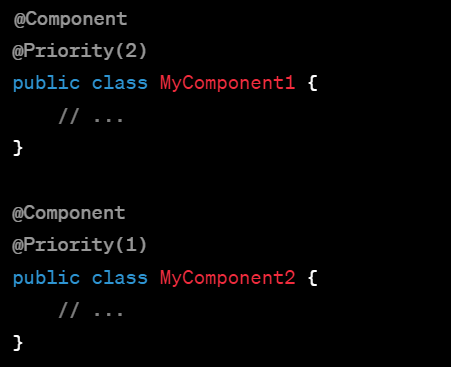 @Component
@Priority(2)
public class MyComponent1 {
    // ...
}
@Component
@Priority(1)
public class MyComponent2 {
    // ...
}